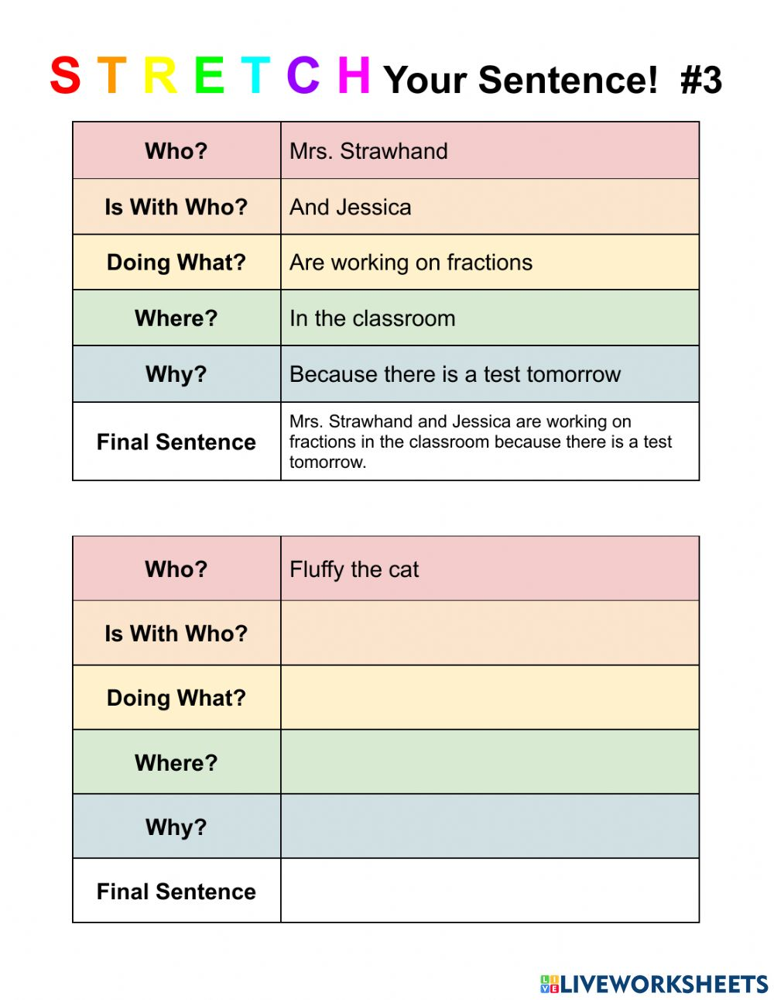 STRETCH Your Sentence! #3
Who? Mrs. Strawhand
Is With Who? And Jessica
Doing What? Are working on fractions
Where? In the classroom
Why? Because there is a test tomorrow
Final Sentence
Mrs. Strawhand and Jessica are working on
fractions in the classroom because there is a test
tomorrow.
Who? Fluffy the cat
Is With Who?
Doing What?
Where?
Why?
Final Sentence
LIVE LIVEWORKSHEETS